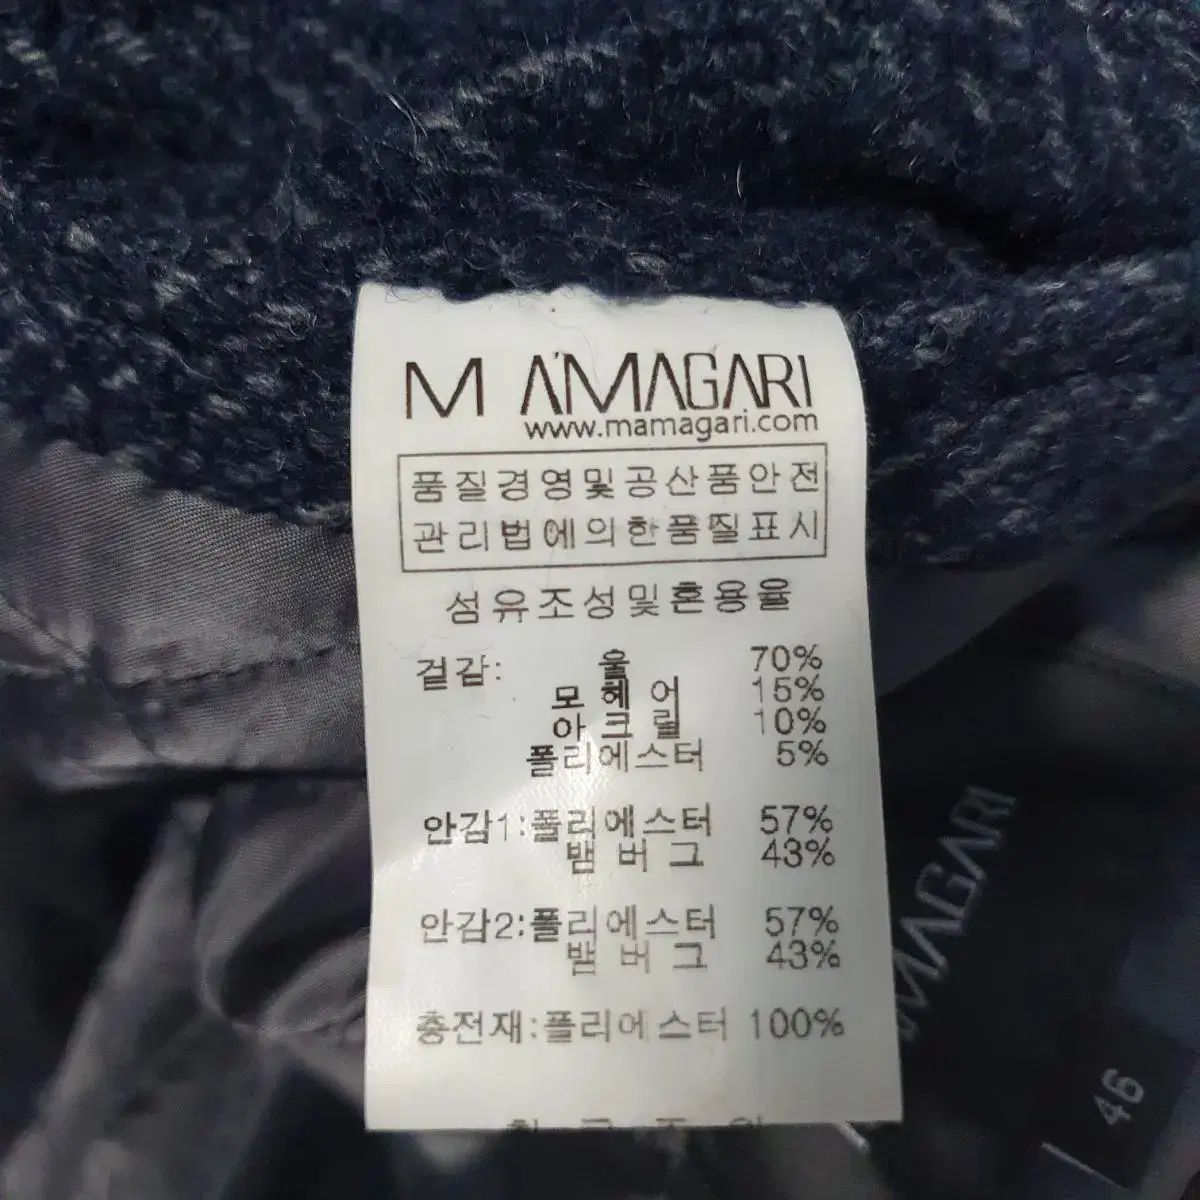 M A'MAGARI
www.mamagari.com
품질경영및공산품안전
관리법에의한품질표시
섬유조성및혼용율
겉감: 울 70%
모헤어 15%
아크릴 10%
폴리에스터 5%
안감1:폴리에스터 57%
뱀버그 43%
안감2:폴리에스터 57%
뱀버그 43%
충전재:폴리에스터 100%
MAGARI
46